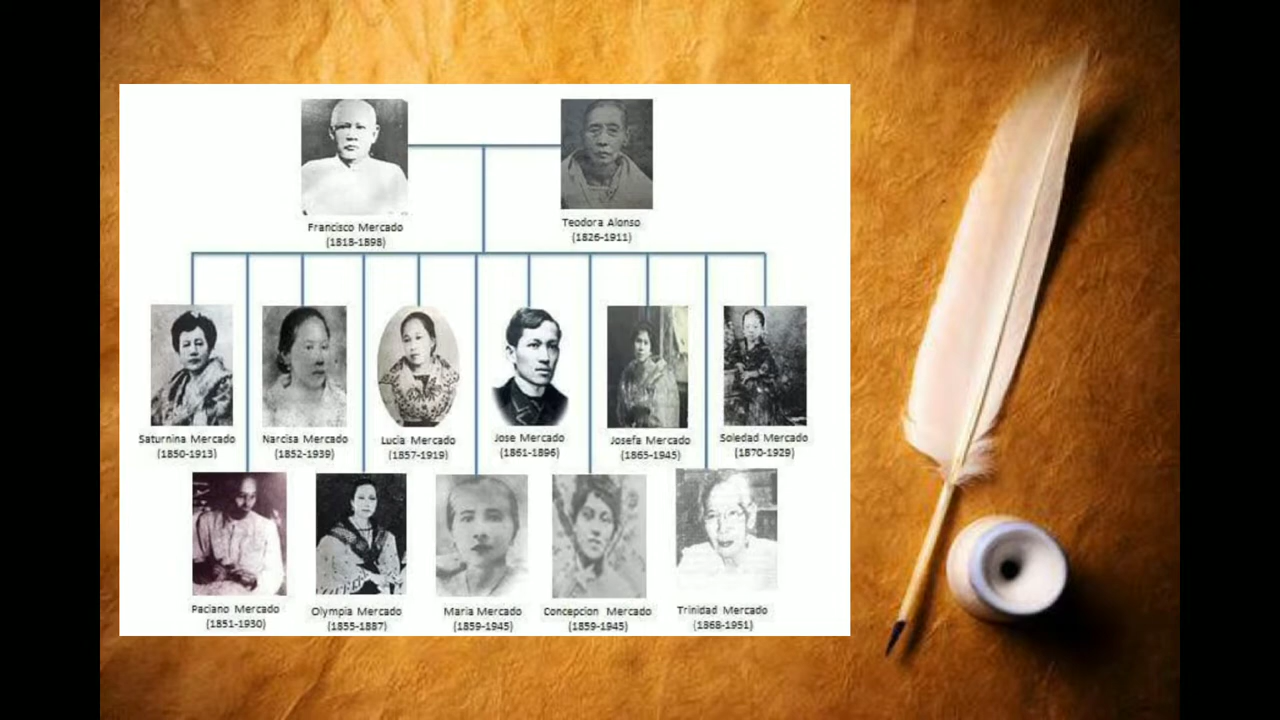 Francisco Mercado
(1818-1898)
Teodora Alonso
(1826-1911)
Saturnina Mercado
(1850-1913)
Narcisa Mercado
(1852-1939)
Lucia Mercado
(1857-1919)
Jose Mercado
(1861-1896)
Josefa Mercado
(1865-1945)
Soledad Mercado
(1870-1929)
Paciano Mercado
(1851-1930)
Olympia Mercado
(1855-1887)
Maria Mercado
(1859-1945)
Concepcion Mercado
(1859-1945)
Trinidad Mercado
(1868-1951)